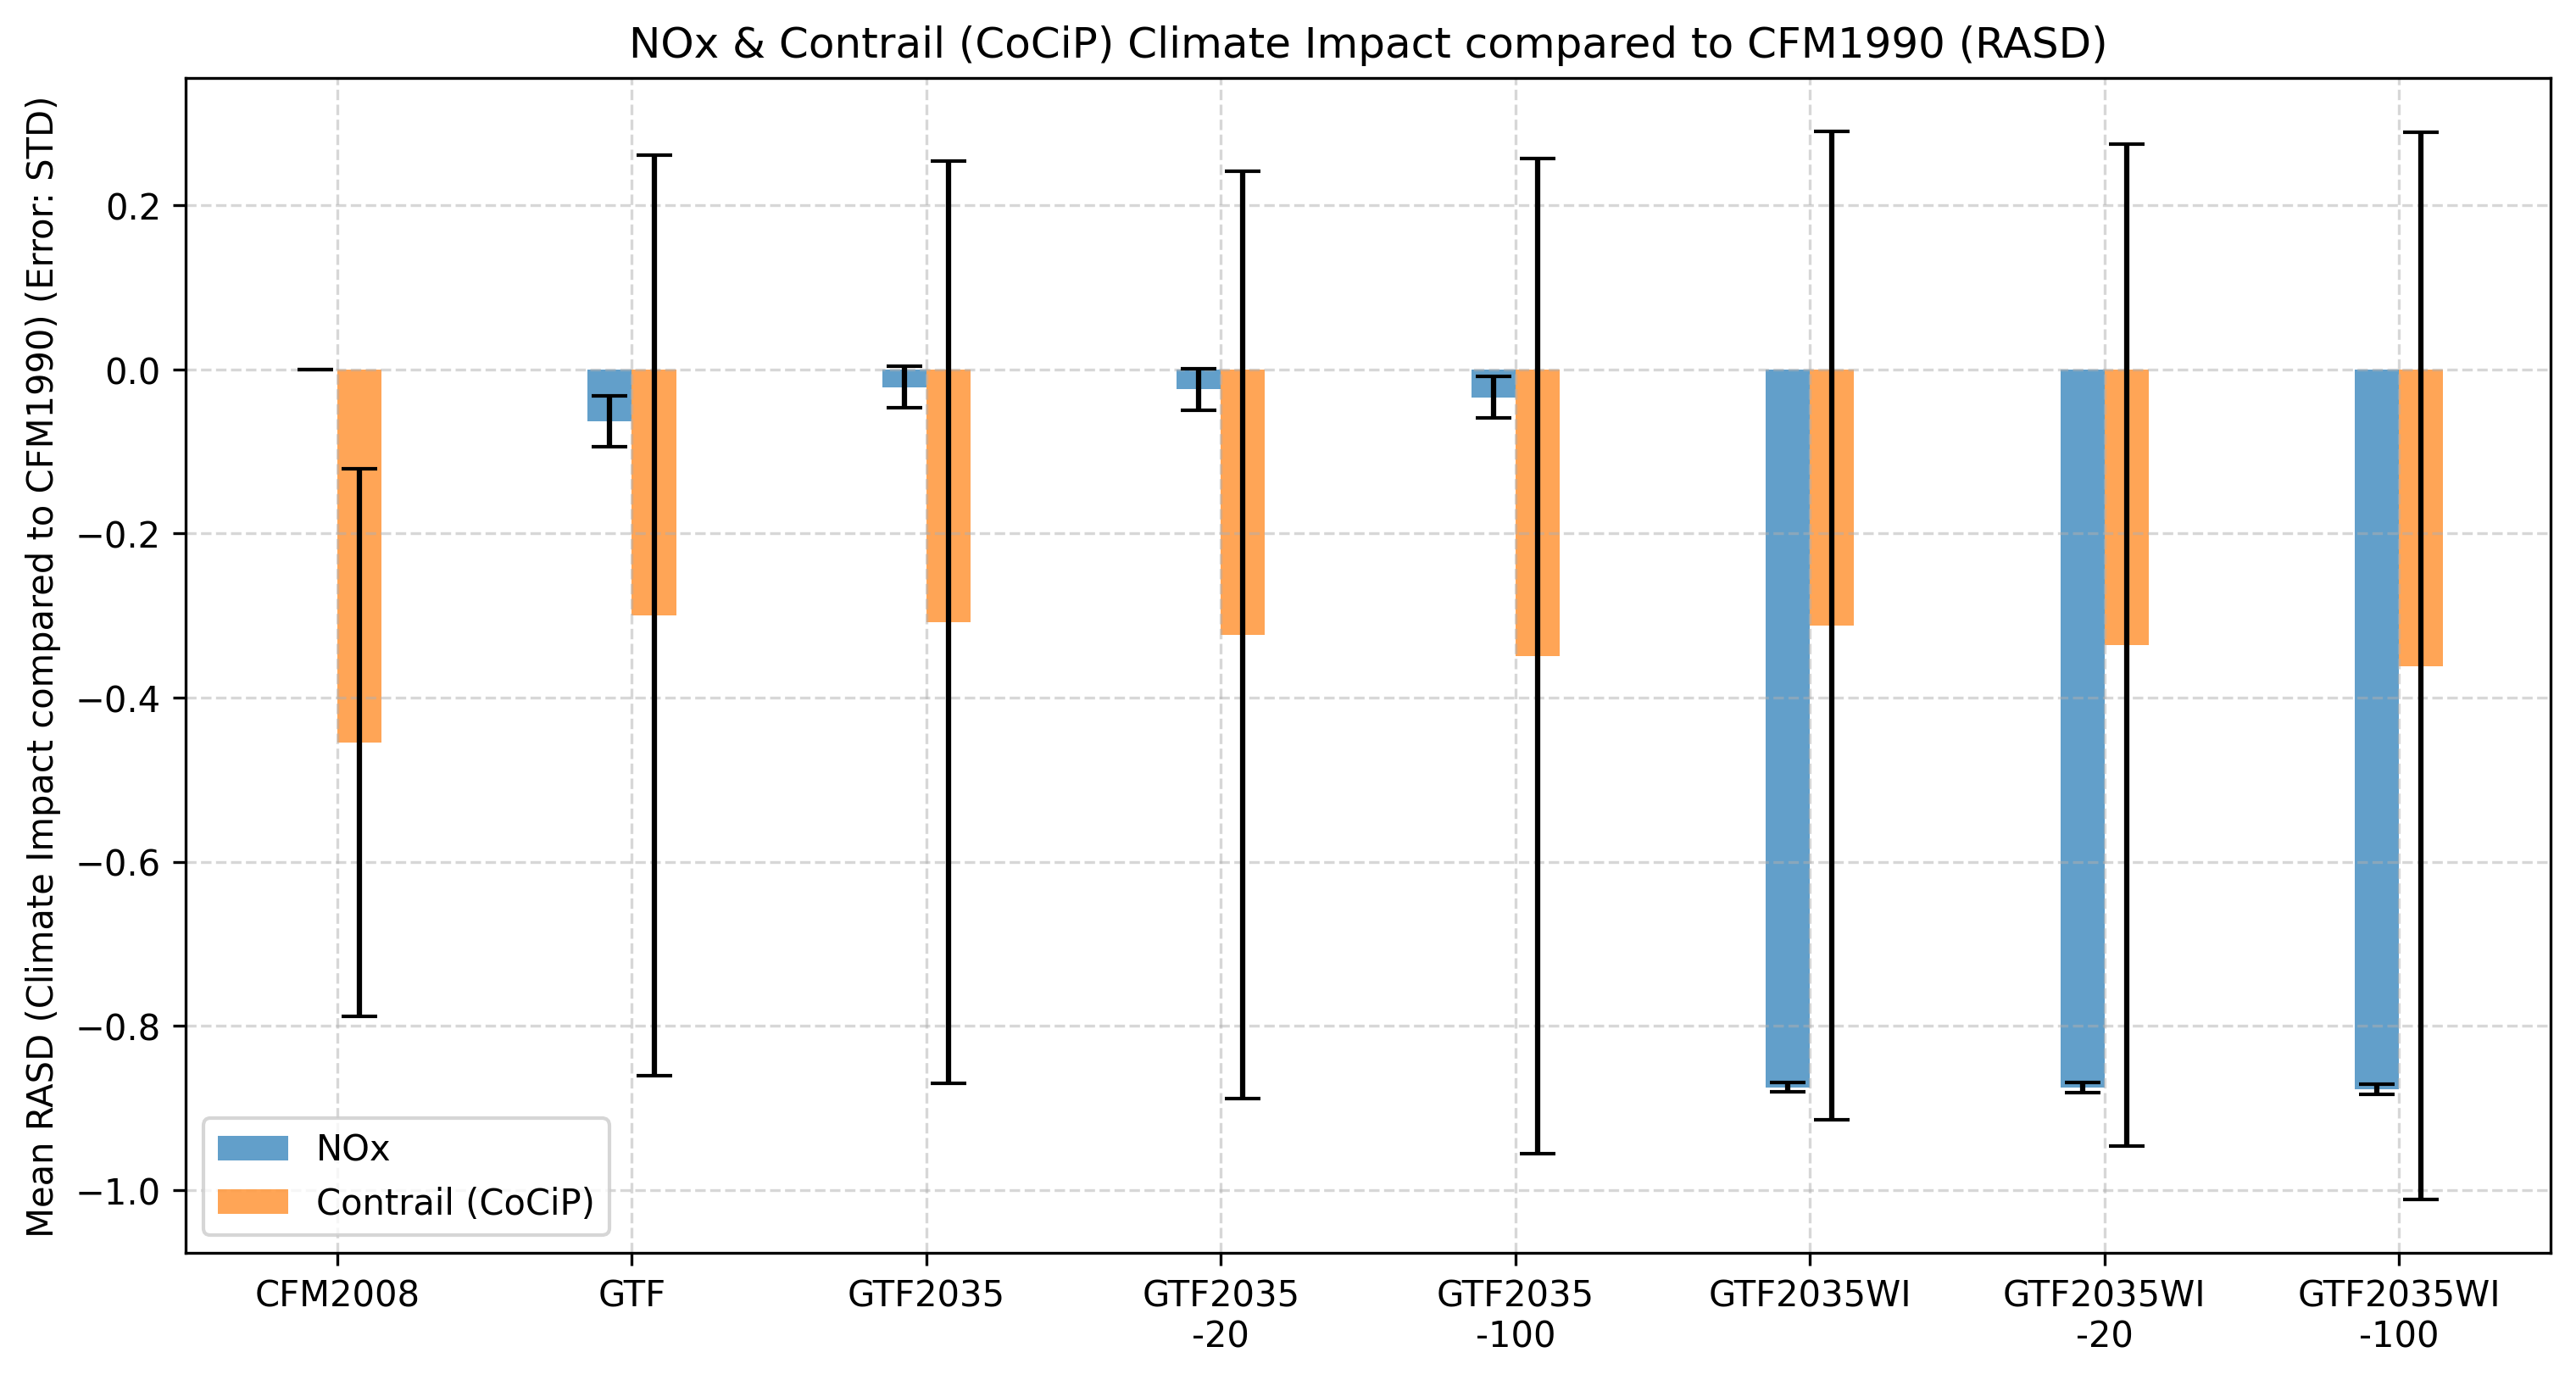 NOx & Contrail (CoCiP) Climate Impact compared to CFM1990 (RASD)
Mean RASD (Climate Impact compared to CFM1990) (Error: STD)
0.2
0.0
−0.2
−0.4
−0.6
−0.8
−1.0
NOx
Contrail (CoCiP)
CFM2008
GTF
GTF2035
GTF2035
-20
GTF2035
-100
GTF2035WI
GTF2035WI
-20
GTF2035WI
-100